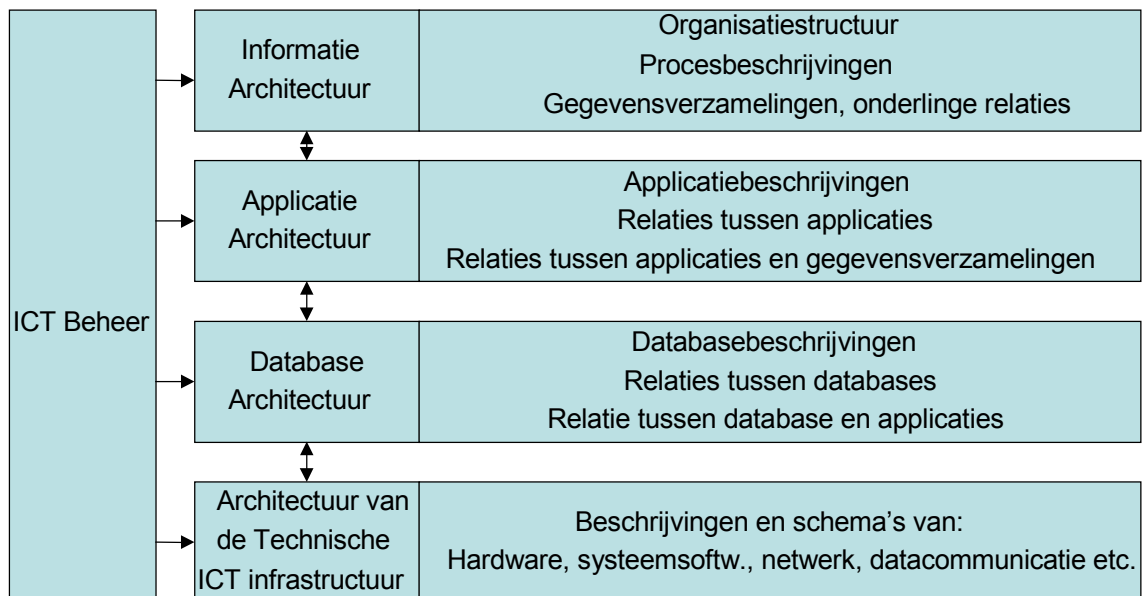 ICT Beheer
Informatie
Architectuur
Organisatiestructuur
Procesbeschrijvingen
Gegevensverzamelingen, onderlinge relaties
Applicatie
Architectuur
Applicatiebeschrijvingen
Relaties tussen applicaties
Relaties tussen applicaties en gegevensverzamelingen
Database
Architectuur
Databasebeschrijvingen
Relaties tussen databases
Relatie tussen database en applicaties
Architectuur van
de Technische
ICT infrastructuur
Beschrijvingen en schema's van:
Hardware, systeemsoftw., netwerk, datacommunicatie etc.